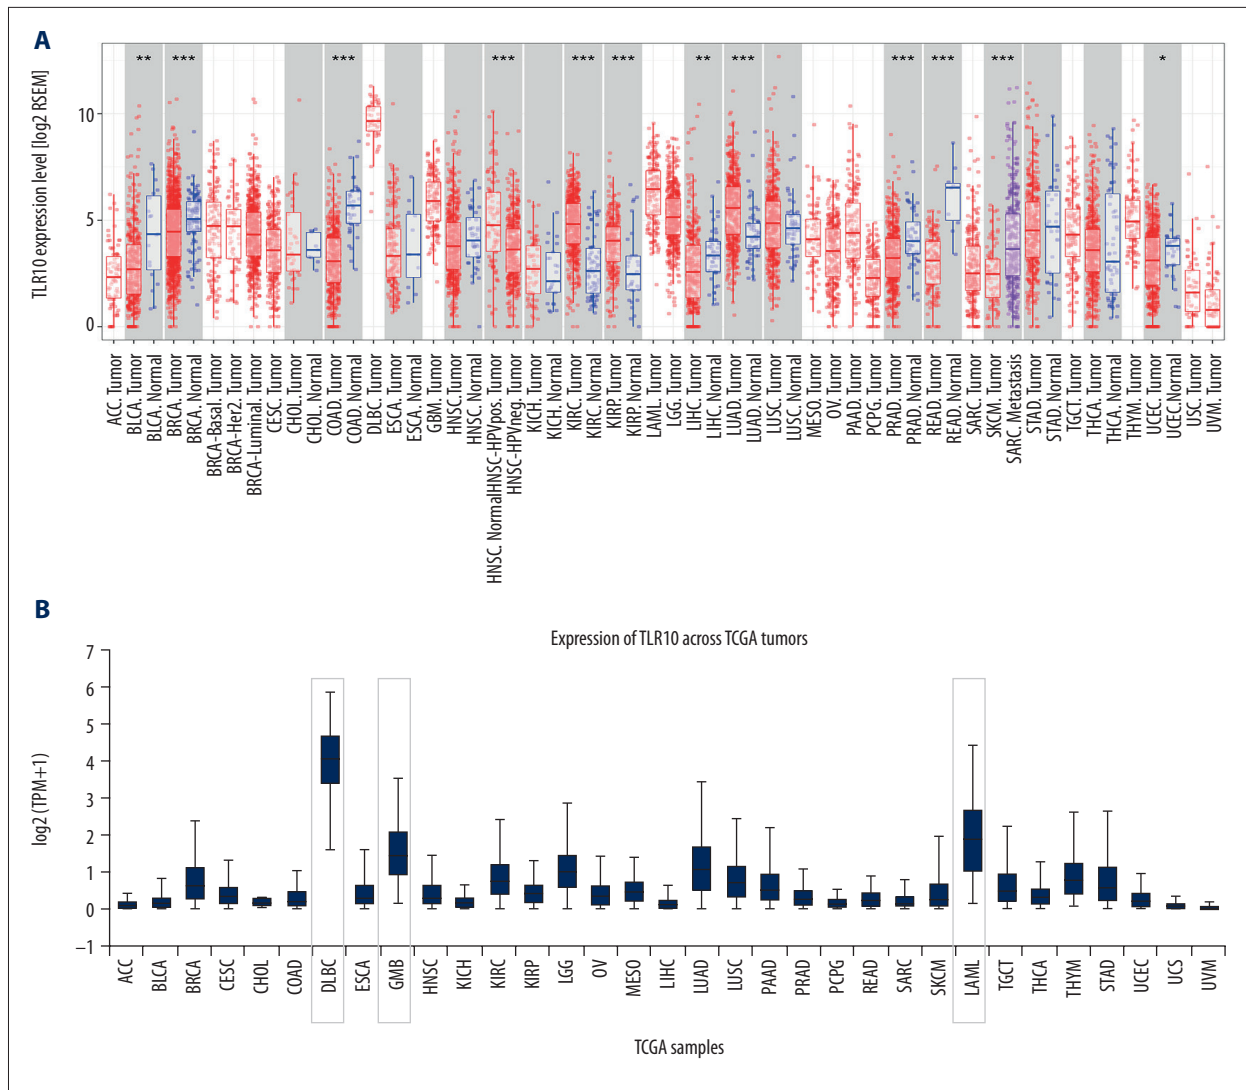 A
** *** *** *** *** *** ** *** *** *** *** *
TLR10 expression level [log2 RSEM]
10
5
0
ACC. Tumor
BLCA. Tumor
BLCA. Normal
BRCA. Tumor
BRCA. Normal
BRCA-Basal. Tumor
BRCA-Her2. Tumor
BRCA-Luminal. Tumor
CESC. Tumor
CHOL. Tumor
CHOL. Normal
COAD. Tumor
COAD. Normal
DLBC. Tumor
ESCA. Tumor
ESCA. Normal
GBM. Tumor
HNSC. Tumor
HNSC. Normal
HNSC. NormalHNSC-HPVpos. Tumor
HNSC-HPVneg. Tumor
KICH. Tumor
KICH. Normal
KIRC. Tumor
KIRC. Normal
KIRP. Tumor
KIRP. Normal
LAML. Tumor
LGG. Tumor
LIHC. Tumor
LIHC. Normal
LUAD. Tumor
LUAD. Normal
LUSC. Tumor
LUSC. Normal
MESO. Tumor
OV. Tumor
PAAD. Tumor
PCPG. Tumor
PRAD. Tumor
PRAD. Normal
READ. Tumor
READ. Normal
SARC. Tumor
SKCM. Tumor
SARC. Metastasis
STAD. Tumor
STAD. Normal
TGCT. Tumor
THCA. Tumor
THCA. Normal
THYM. Tumor
UCEC. Tumor
UCEC. Normal
USC. Tumor
UVM. Tumor
B
Expression of TLR10 across TCGA tumors
log2 (TPM+1)
7
6
5
4
3
2
1
0
−1
ACC
BLCA
BRCA
CESC
CHOL
COAD
DLBC
ESCA
GMB
HNSC
KICH
KIRC
KIRP
LGG
OV
MESO
LIHC
LUAD
LUSC
PAAD
PRAD
PCPG
READ
SARC
SKCM
LAML
TGCT
THCA
THYM
STAD
UCEC
UCS
UVM
TCGA samples